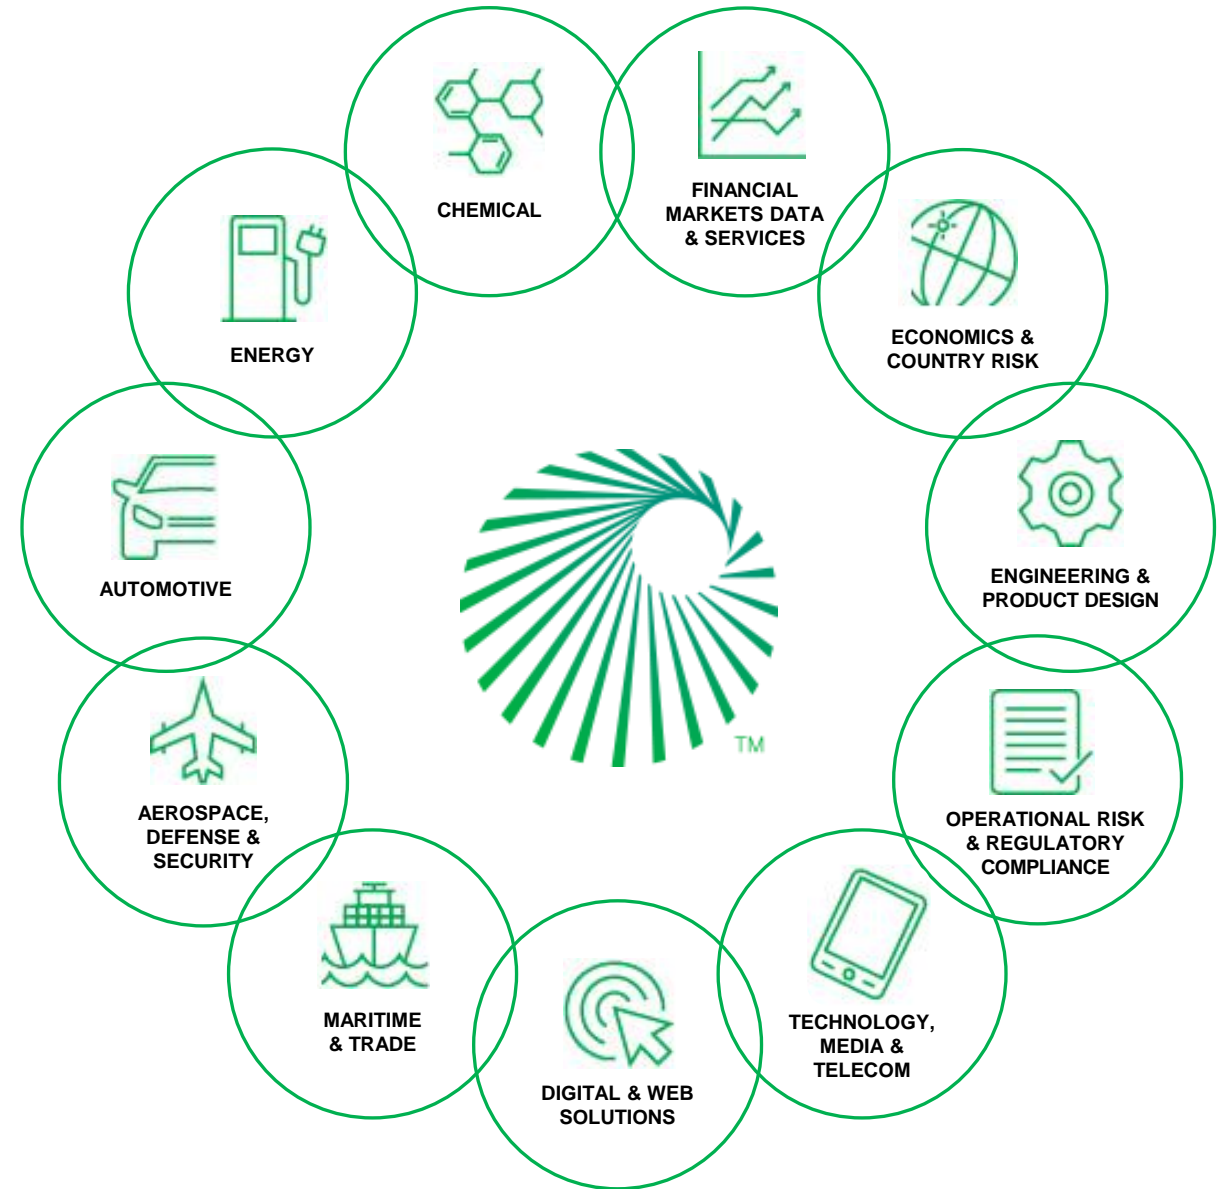 CHEMICAL
FINANCIAL
MARKETS DATA
& SERVICES
ECONOMICS &
COUNTRY RISK
ENGINEERING &
PRODUCT DESIGN
OPERATIONAL RISK
& REGULATORY
COMPLIANCE
TECHNOLOGY,
MEDIA &
TELECOM
DIGITAL & WEB
SOLUTIONS
MARITIME
& TRADE
AEROSPACE,
DEFENSE &
SECURITY
AUTOMOTIVE
ENERGY
TM